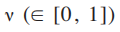 ν (∈ [0, 1])